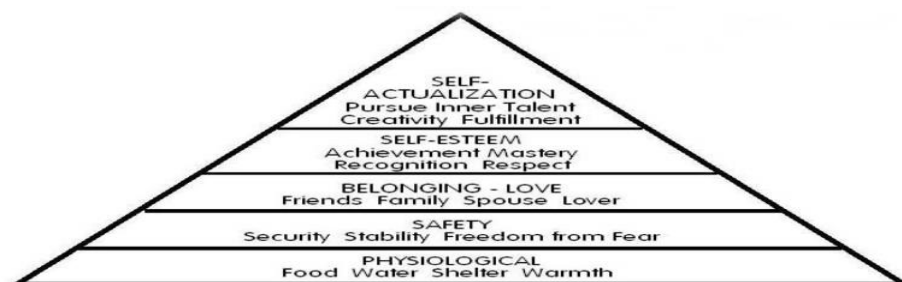 SELF-
ACTUALIZATION
Pursue Inner Talent
Creativity Fulfillment
SELF-ESTEEM
Achievement Mastery
Recognition Respect
BELONGING - LOVE
Friends Family Spouse Lover
SAFETY
Security Stability Freedom from Fear
PHYSIOLOGICAL
Food Water Shelter Warmth